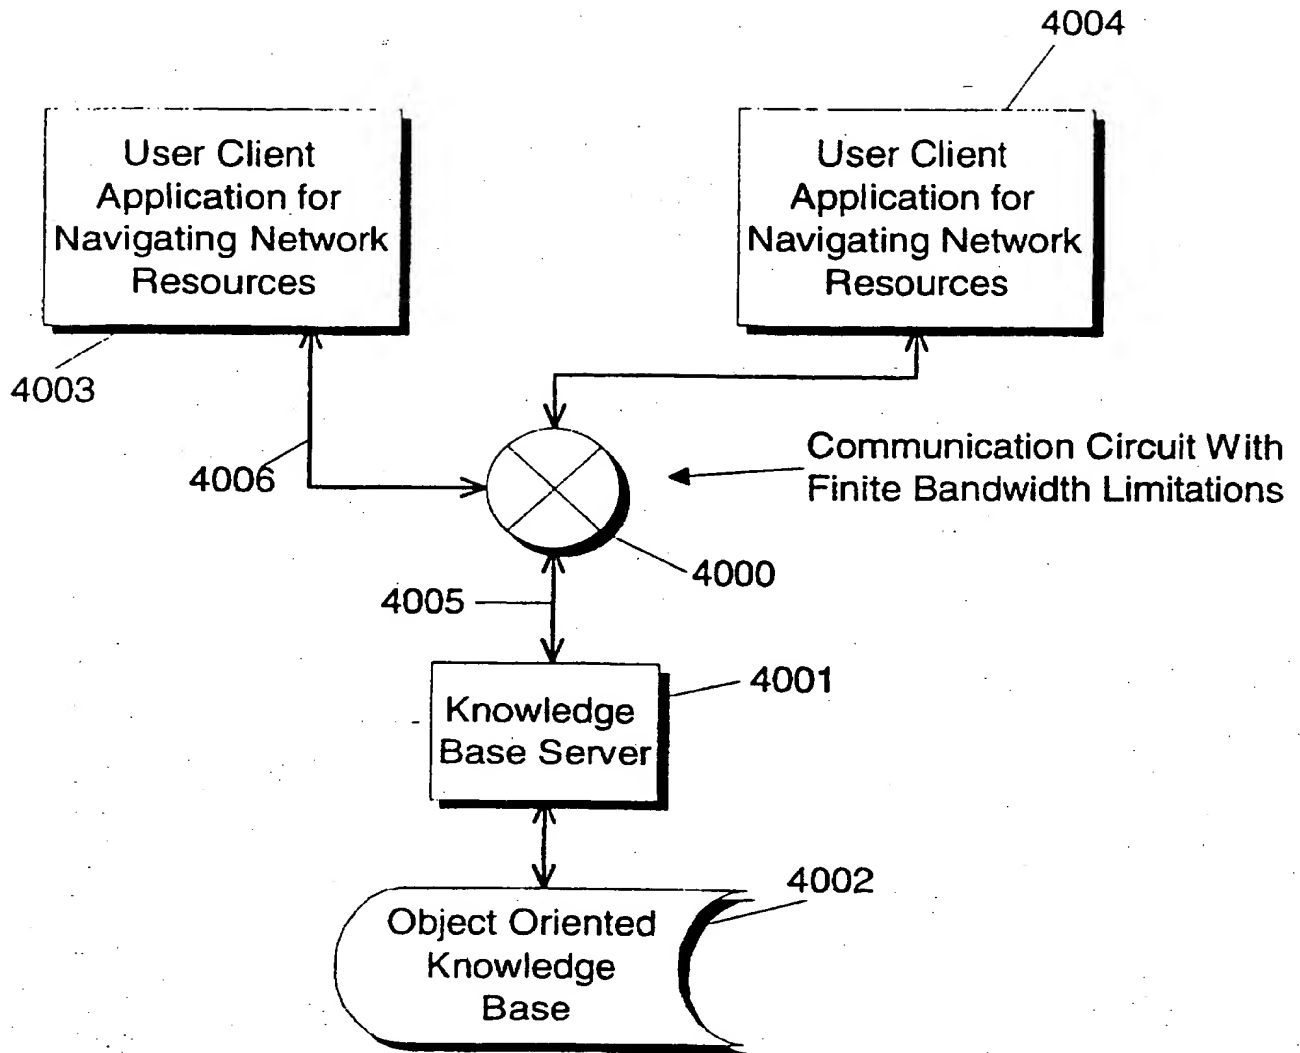 4004
User Client
Application for
Navigating Network
Resources
User Client
Application for
Navigating Network
Resources
4003
4006
Communication Circuit With
Finite Bandwidth Limitations
4000
4005
4001
Knowledge
Base Server
4002
Object Oriented
Knowledge
Base